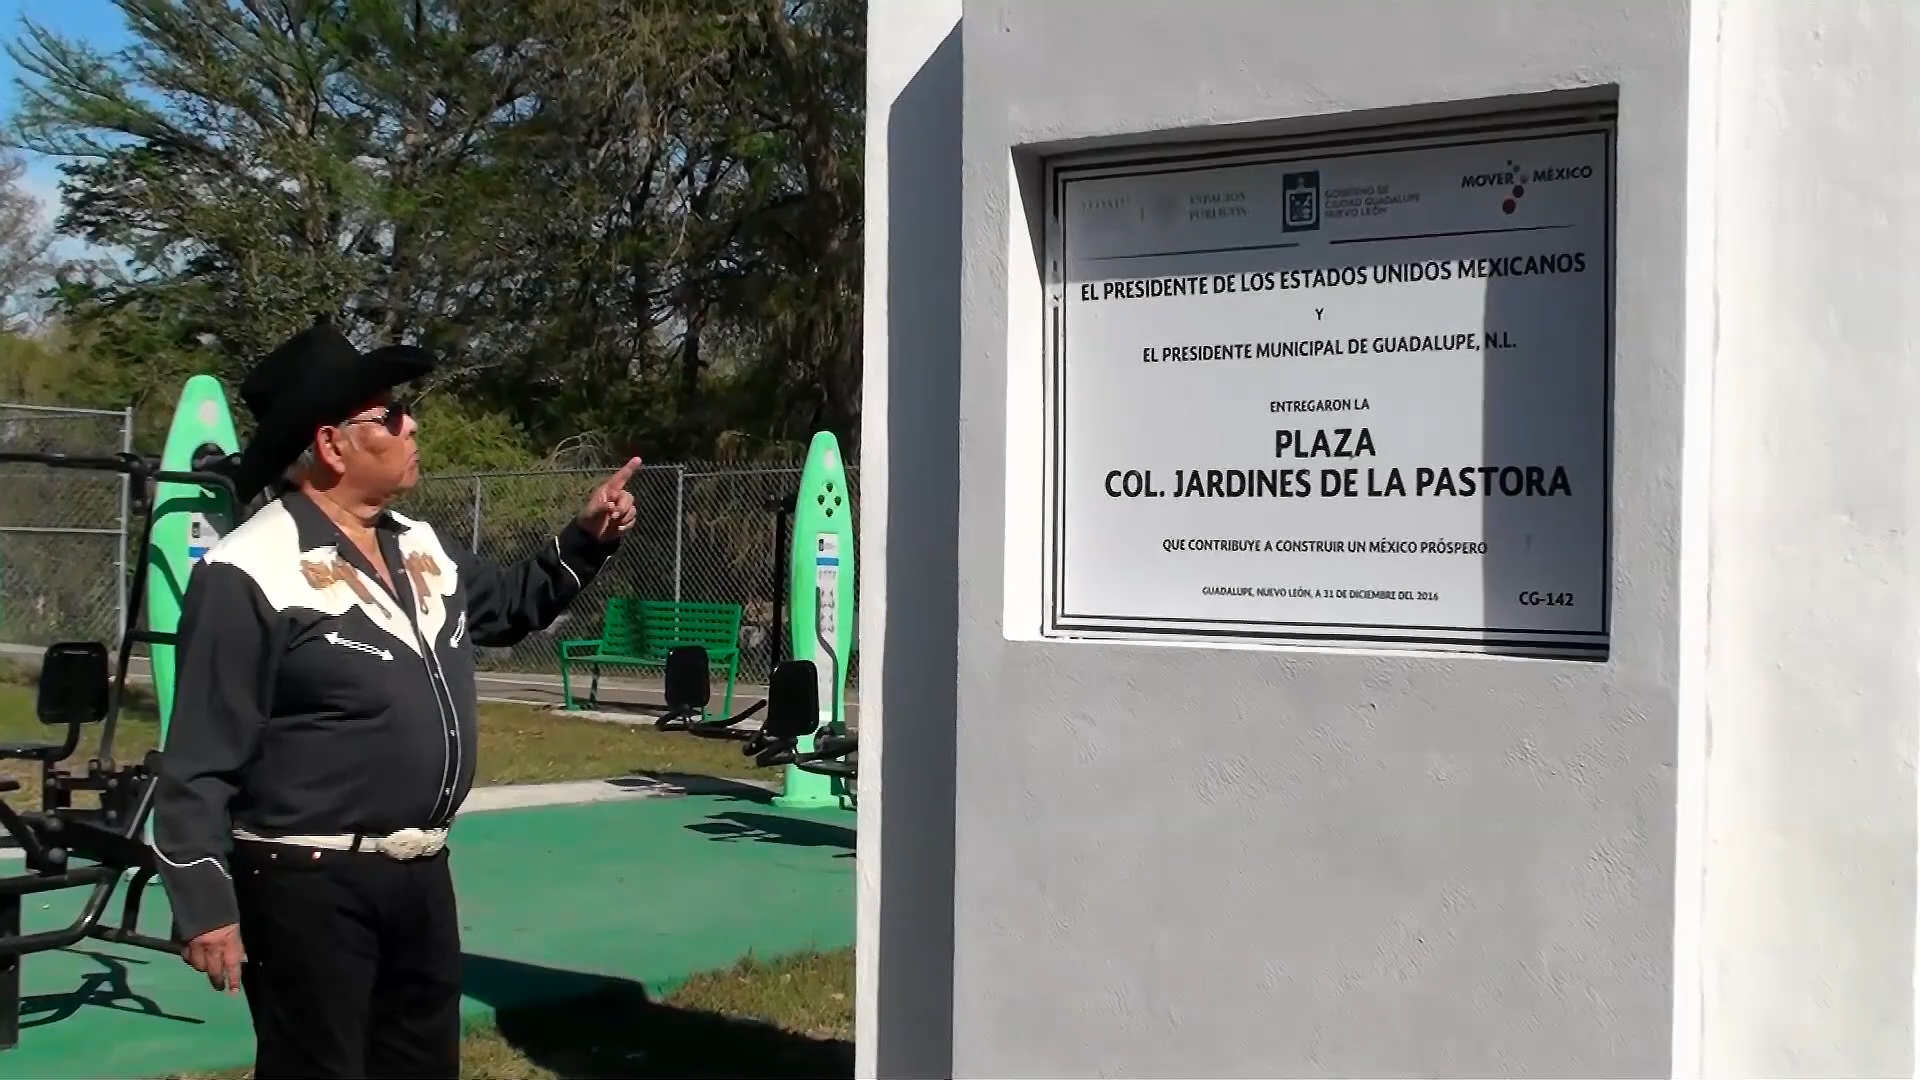 ESPACIOS
PÚBLICOS
GOBIERNO DE
CIUDAD GUADALUPE
NUEVO LEÓN
MOVER A MÉXICO
EL PRESIDENTE DE LOS ESTADOS UNIDOS MEXICANOS
Y
EL PRESIDENTE MUNICIPAL DE GUADALUPE, N.L.
ENTREGARON LA
PLAZA
COL. JARDINES DE LA PASTORA
QUE CONTRIBUYE A CONSTRUIR UN MÉXICO PRÓSPERO
GUADALUPE, NUEVO LEÓN, A 31 DE DICIEMBRE DEL 2016
CG-142